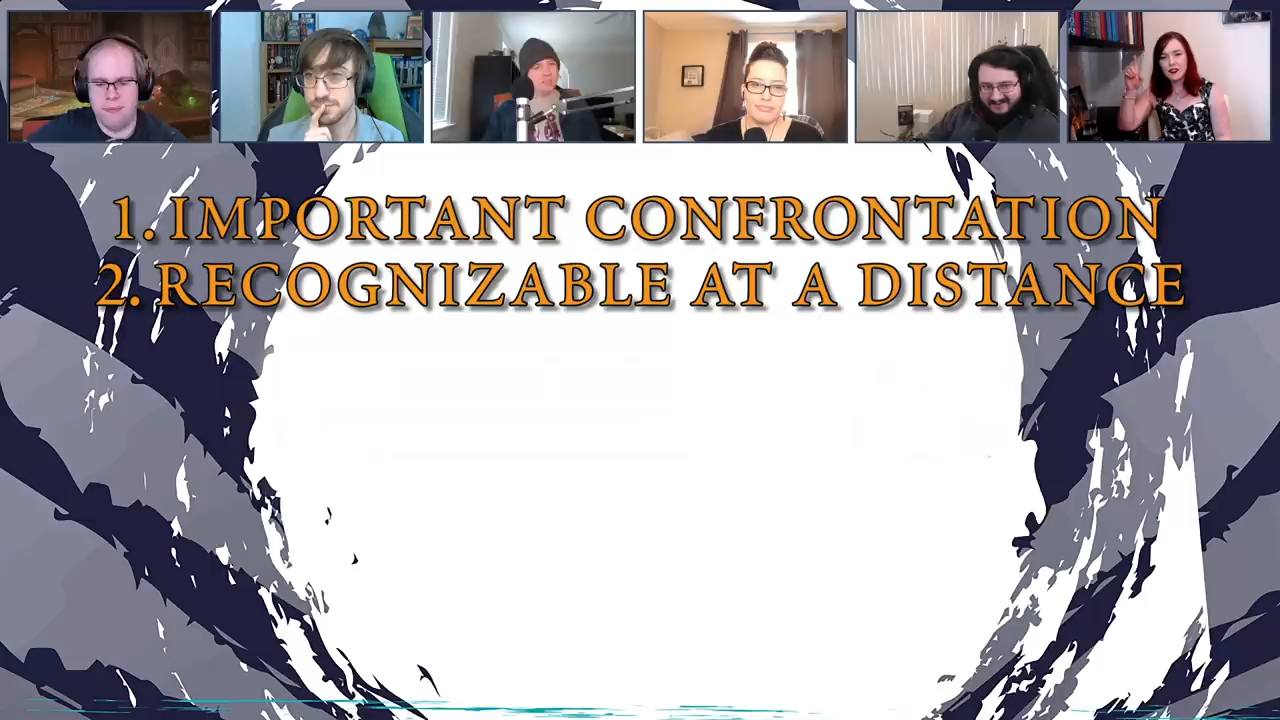 1. IMPORTANT CONFRONTATION
2. RECOGNIZABLE AT A DISTANCE